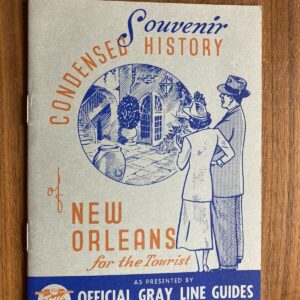 Souvenir
CONDENSED HISTORY
of
NEW
ORLEANS
for the Tourist
AS PRESENTED BY
OFFICIAL GRAY LINE GUIDES